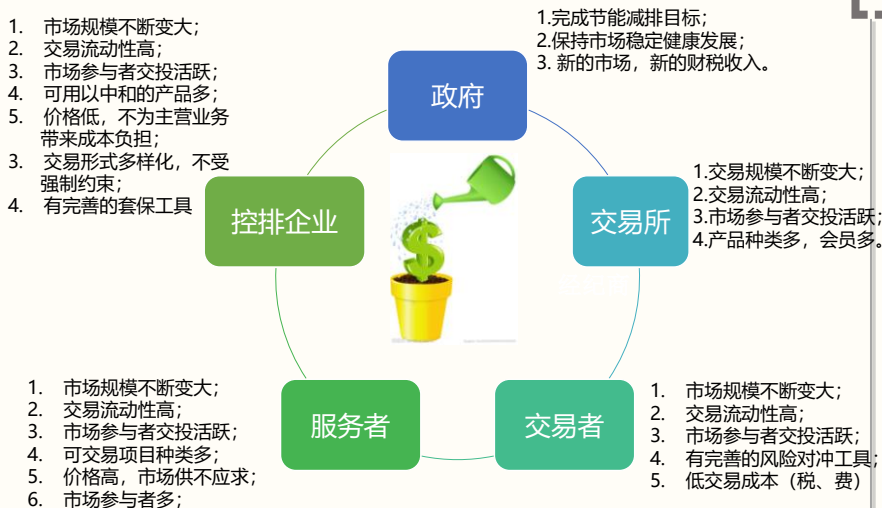 1. 市场规模不断变大;
2. 交易流动性高;
3. 市场参与者交投活跃;
4. 可用以中和的产品多;
5. 价格低，不为主营业务
带来成本负担;
3. 交易形式多样化，不受
强制约束;
4. 有完善的套保工具
1.完成节能减排目标;
2.保持市场稳定健康发展;
3. 新的市场，新的财税收入。
政府
控排企业
交易所
1.交易规模不断变大;
2.交易流动性高;
3.市场参与者交投活跃;
4.产品种类多，会员多。
服务者
交易者
1. 市场规模不断变大;
2. 交易流动性高;
3. 市场参与者交投活跃;
4. 可交易项目种类多;
5. 价格高，市场供不应求;
6. 市场参与者多;
1. 市场规模不断变大;
2. 交易流动性高;
3. 市场参与者交投活跃;
4. 有完善的风险对冲工具;
5. 低交易成本（税、费）